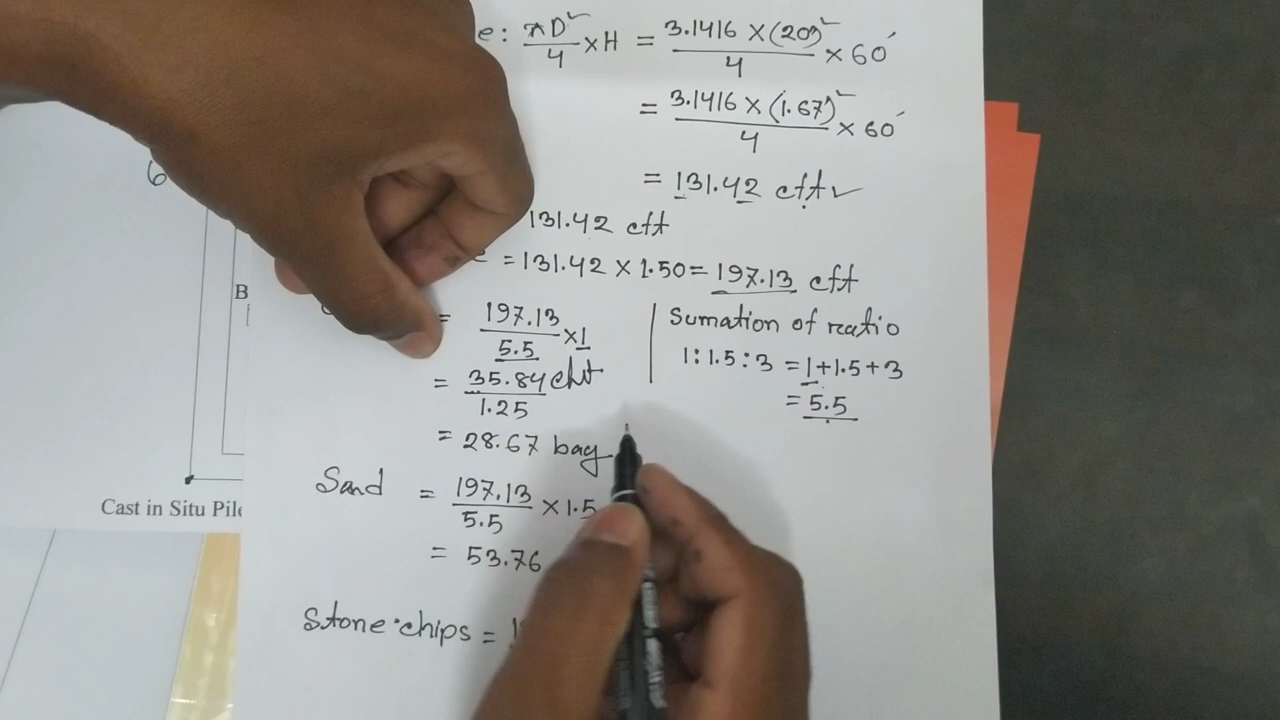 e: πD²/4 × H = 3.1416 × (20")²/4 × 60'
= 3.1416 × (1.67')²/4 × 60'
= 131.42 cft ✓
6
131.42 cft
= 131.42 × 1.50 = 197.13 cft
B
= 197.13/5.5 × 1
= 35.84 cft/1.25
= 28.67 bag
Sumation of ratio
1:1.5:3 = 1+1.5+3
= 5.5
Sand = 197.13/5.5 × 1.5
= 53.76
Cast in Situ Pile
Stone chips =